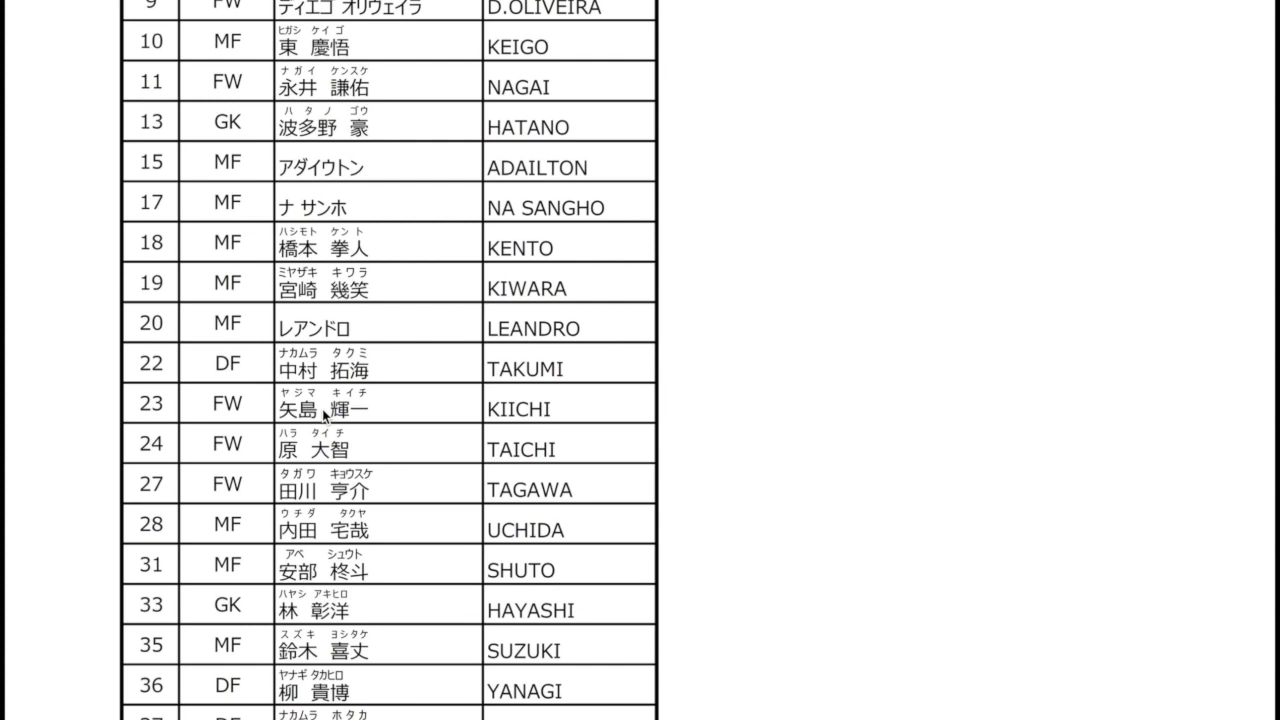 9 FW ディエゴ オリヴェイラ D.OLIVEIRA
ヒガシ ケイゴ
10 MF 東 慶悟 KEIGO
ナガイ ケンスケ
11 FW 永井 謙佑 NAGAI
ハタノ ゴウ
13 GK 波多野 豪 HATANO
15 MF アダイウトン ADAILTON
17 MF ナ サンホ NA SANGHO
ハシモト ケント
18 MF 橋本 拳人 KENTO
ミヤザキ キワラ
19 MF 宮崎 幾笑 KIWARA
20 MF レアンドロ LEANDRO
ナカムラ タクミ
22 DF 中村 拓海 TAKUMI
ヤジマ キイチ
23 FW 矢島 輝一 KIICHI
ハラ タイチ
24 FW 原 大智 TAICHI
タガワ キョウスケ
27 FW 田川 亨介 TAGAWA
ウチダ タクヤ
28 MF 内田 宅哉 UCHIDA
アベ シュウト
31 MF 安部 柊斗 SHUTO
ハヤシ アキヒロ
33 GK 林 彰洋 HAYASHI
スズキ ヨシタケ
35 MF 鈴木 喜丈 SUZUKI
ヤナギ タカヒロ
36 DF 柳 貴博 YANAGI
ナカムラ ホタカ
37 DF